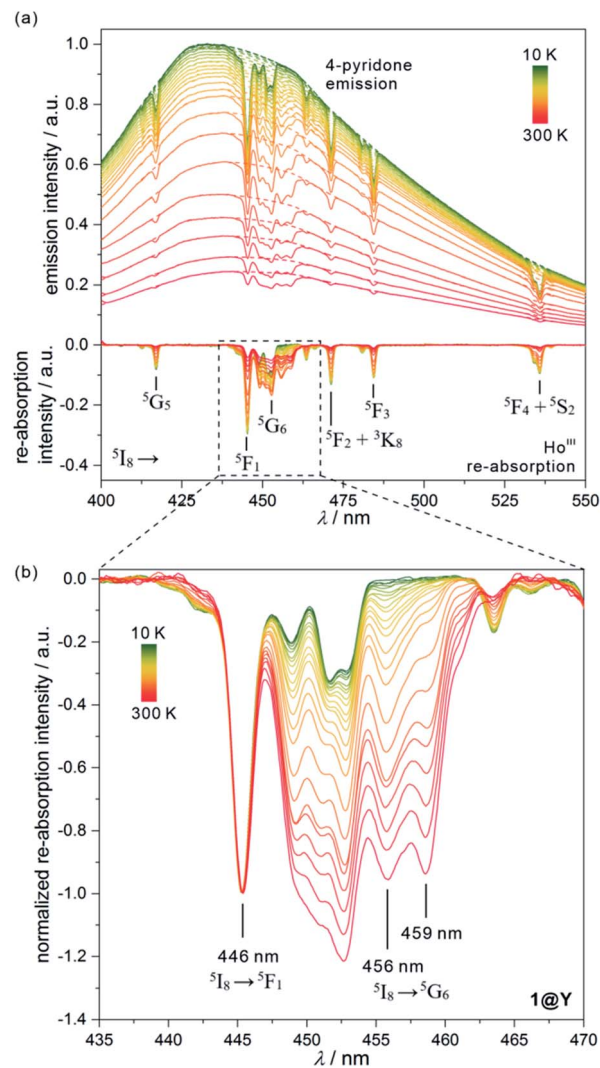 (a)
1.0
0.8
0.6
0.4
0.2
emission intensity / a.u.
4-pyridone
emission
10 K
300 K
0.0
-0.2
-0.4
re-absorption
intensity / a.u.
⁵G₅
⁵G₆
⁵F₁
⁵I₈ →
⁵F₂ + ³K₈
⁵F₃
⁵F₄ + ⁵S₂
Hoᴵᴵᴵ
re-absorption
400 425 450 475 500 525 550
λ / nm
(b)
0.0
-0.2
-0.4
-0.6
-0.8
-1.0
-1.2
-1.4
normalized re-absorption intensity / a.u.
10 K
300 K
446 nm
⁵I₈ → ⁵F₁
459 nm
456 nm
⁵I₈ → ⁵G₆
1@Y
435 440 445 450 455 460 465 470
λ / nm